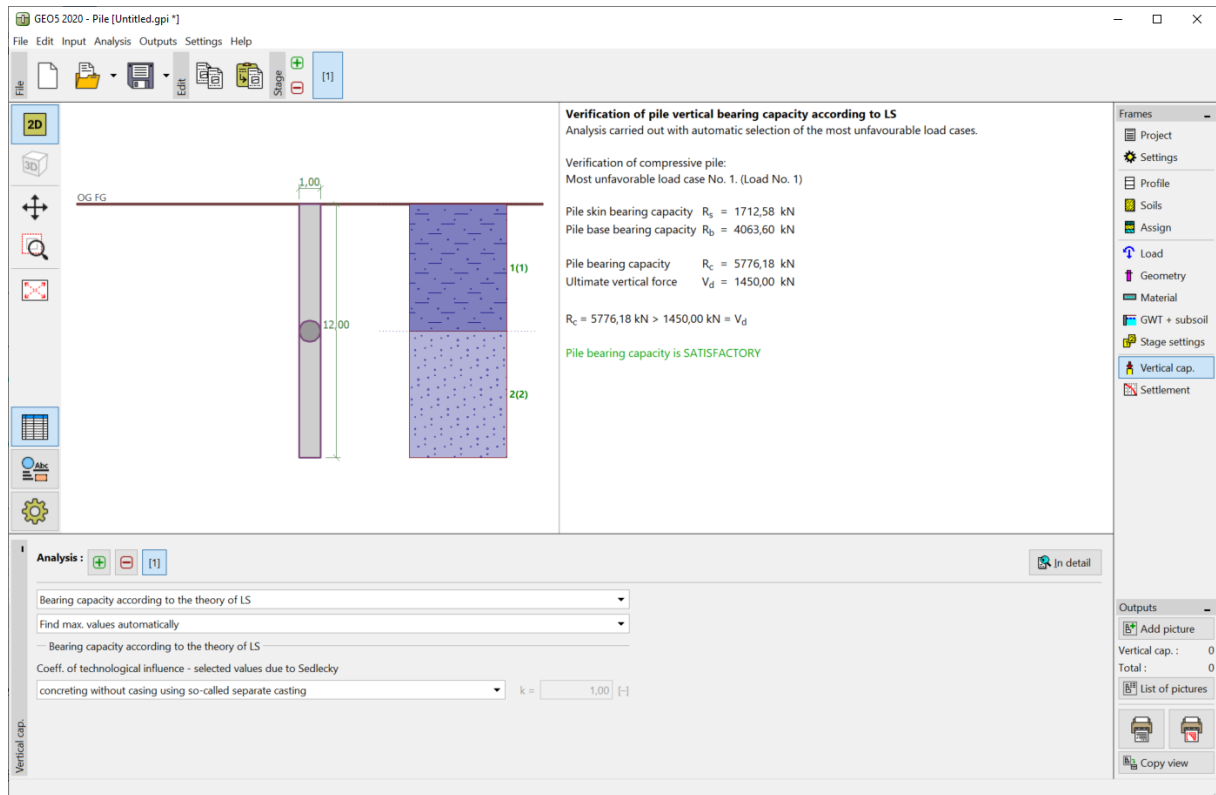 GEO5 2020 - Pile [Untitled.gpi *]
File Edit Input Analysis Outputs Settings Help
File
Edit
Stage
[1]
2D
3D
Abc
OG FG
1,00
12,00
1(1)
2(2)
Verification of pile vertical bearing capacity according to LS
Analysis carried out with automatic selection of the most unfavourable load cases.
Verification of compressive pile:
Most unfavorable load case No. 1. (Load No. 1)
Pile skin bearing capacity Rs = 1712,58 kN
Pile base bearing capacity Rb = 4063,60 kN
Pile bearing capacity Rc = 5776,18 kN
Ultimate vertical force Vd = 1450,00 kN
Rc = 5776,18 kN > 1450,00 kN = Vd
Pile bearing capacity is SATISFACTORY
Frames
Project
Settings
Profile
Soils
Assign
Load
Geometry
Material
GWT + subsoil
Stage settings
Vertical cap.
Settlement
Vertical cap.
Analysis :
[1]
In detail
Bearing capacity according to the theory of LS
Find max. values automatically
Bearing capacity according to the theory of LS
Coeff. of technological influence - selected values due to Sedlecky
concreting without casing using so-called separate casting
k = 1,00 [–]
Outputs
Add picture
Vertical cap. : 0
Total : 0
List of pictures
Copy view